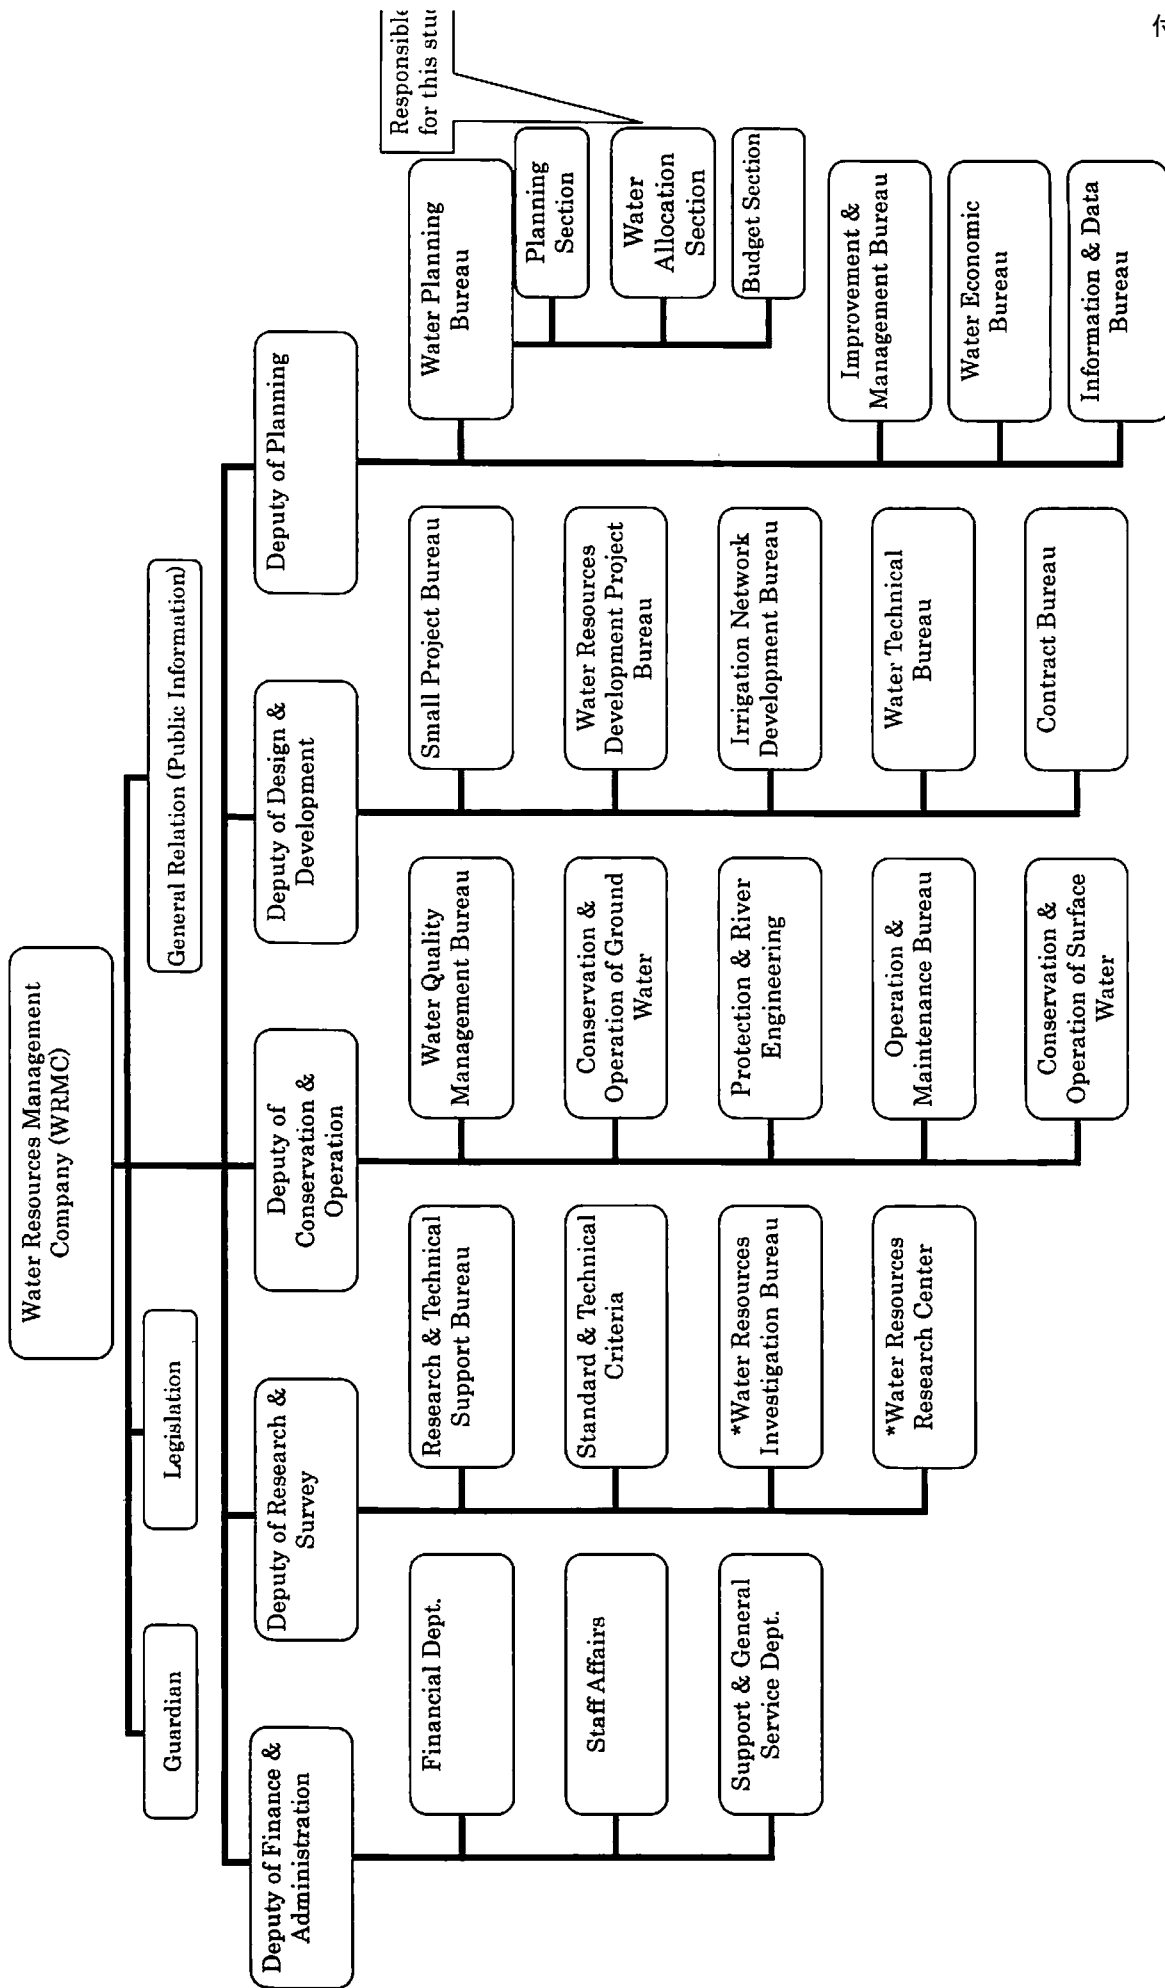 Water Resources Management
Company (WRMC)
Guardian
Legislation
General Relation (Public Information)
Deputy of Finance &
Administration
Financial Dept.
Staff Affairs
Support & General
Service Dept.
Deputy of Research &
Survey
Research & Technical
Support Bureau
Standard & Technical
Criteria
*Water Resources
Investigation Bureau
*Water Resources
Research Center
Deputy of
Conservation &
Operation
Water Quality
Management Bureau
Conservation &
Operation of Ground
Water
Protection & River
Engineering
Operation &
Maintenance Bureau
Conservation &
Operation of Surface
Water
Deputy of Design &
Development
Small Project Bureau
Water Resources
Development Project
Bureau
Irrigation Network
Development Bureau
Water Technical
Bureau
Contract Bureau
Deputy of Planning
Water Planning
Bureau
Planning
Section
Water
Allocation
Section
Budget Section
Improvement &
Management Bureau
Water Economic
Bureau
Information & Data
Bureau
Responsible
for this